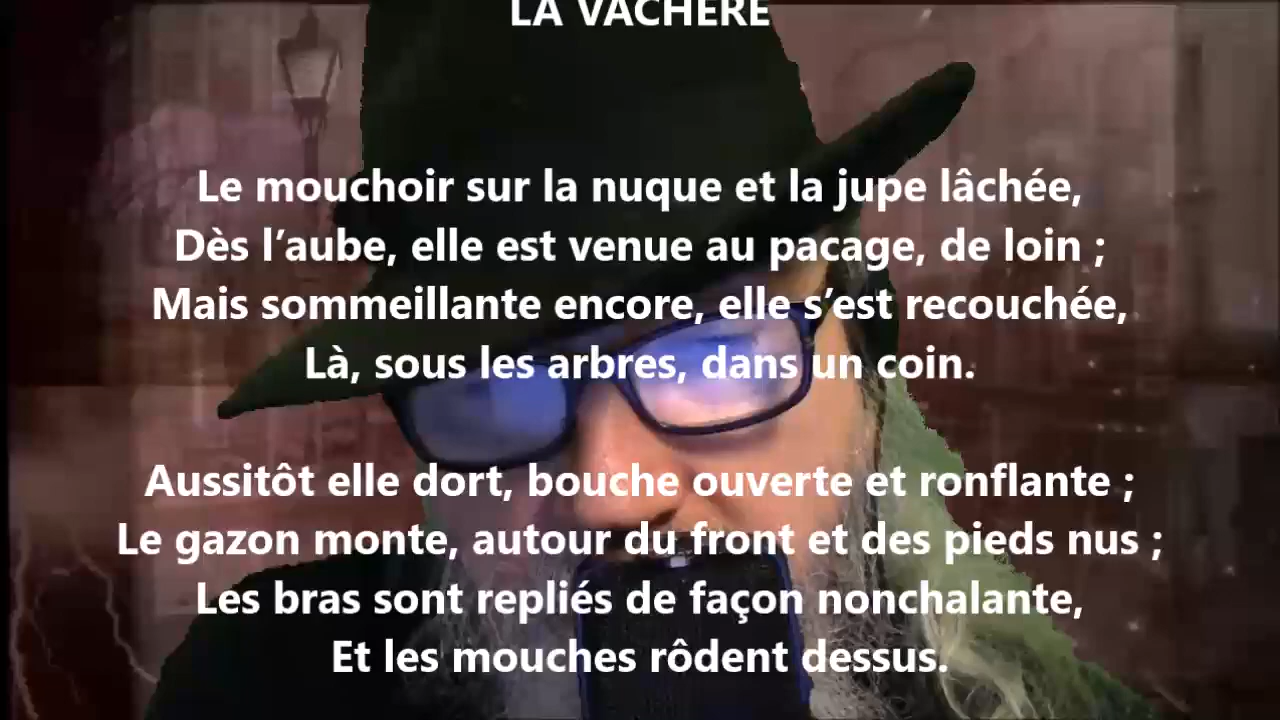 LA VACHÈRE
Le mouchoir sur la nuque et la jupe lâchée,
Dès l’aube, elle est venue au pacage, de loin ;
Mais sommeillante encore, elle s’est recouchée,
Là, sous les arbres, dans un coin.
Aussitôt elle dort, bouche ouverte et ronflante ;
Le gazon monte, autour du front et des pieds nus ;
Les bras sont repliés de façon nonchalante,
Et les mouches rôdent dessus.